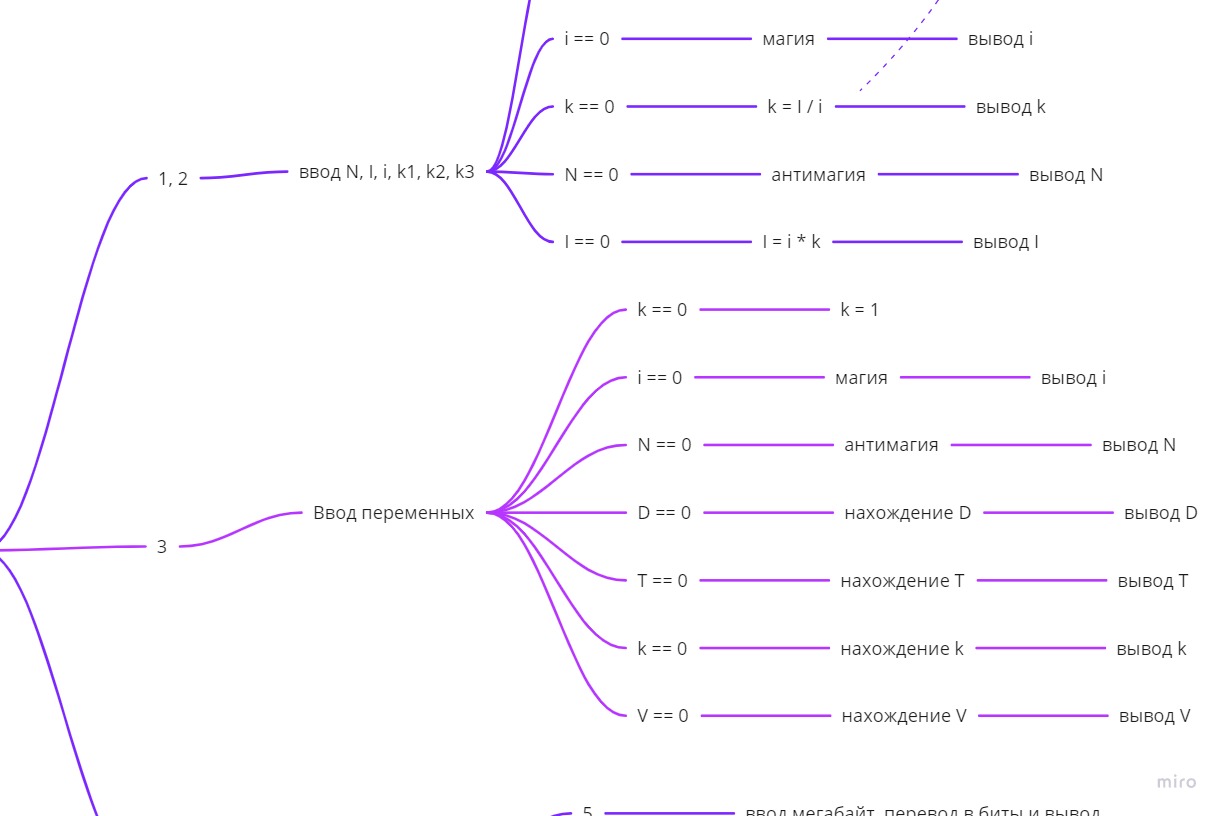 i == 0 магия вывод i
k == 0 k = I / i вывод k
1, 2 ввод N, I, i, k1, k2, k3 N == 0 антимагия вывод N
I == 0 I = i * k вывод I
k == 0 k = 1
i == 0 магия вывод i
N == 0 антимагия вывод N
3 Ввод переменных D == 0 нахождение D вывод D
T == 0 нахождение T вывод T
k == 0 нахождение k вывод k
V == 0 нахождение V вывод V
miro
5 ввод мегабайт, перевод в биты и вывод